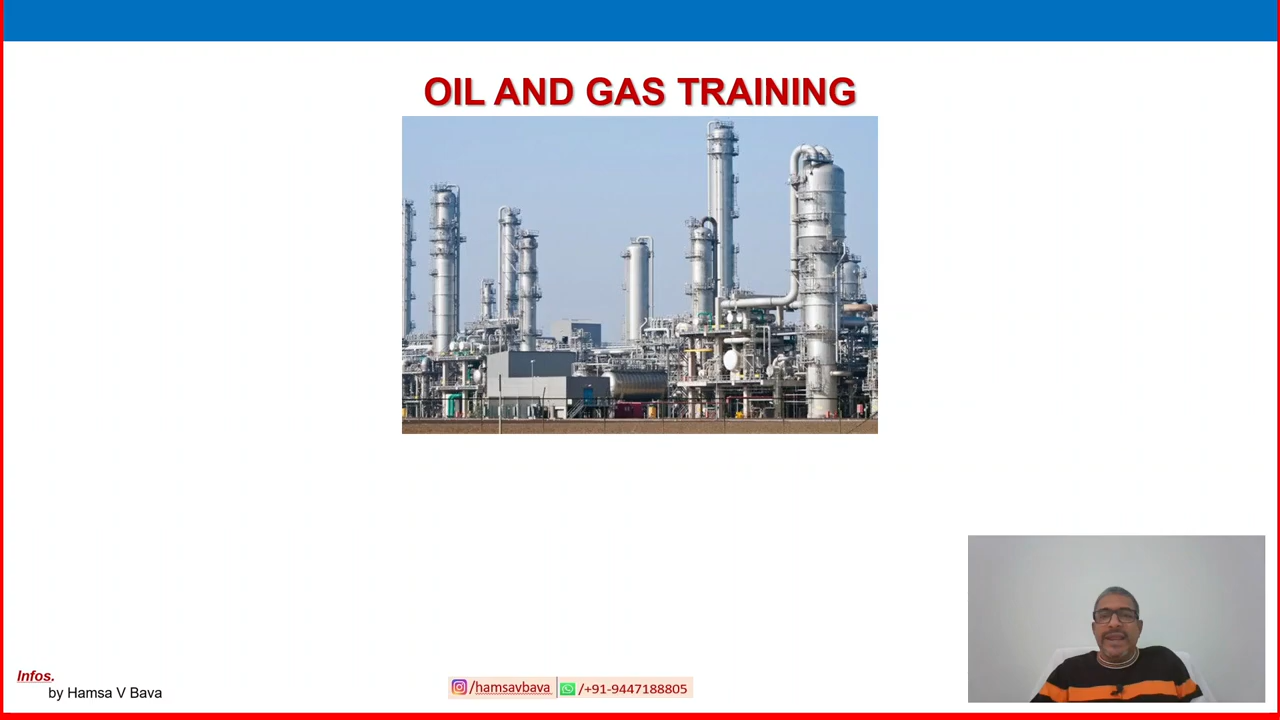 OIL AND GAS TRAINING
Infos.
by Hamsa V Bava
/hamsavbava
/+91-9447188805